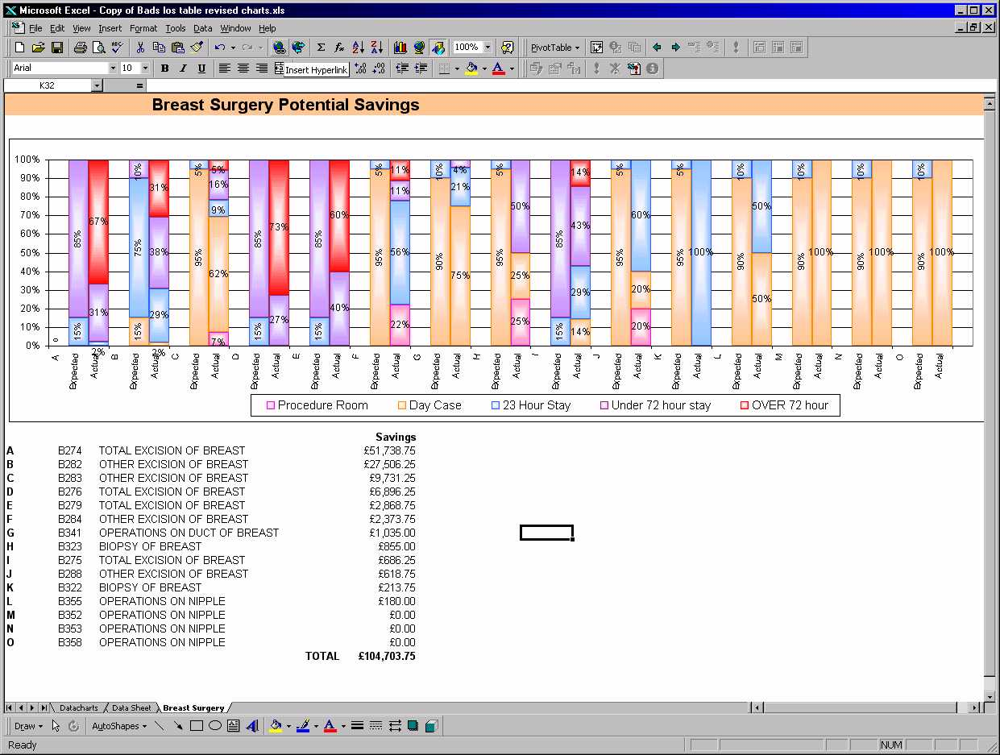 Microsoft Excel - Copy of Bads los table revised charts.xls
File Edit View Insert Format Tools Data Window Help
100% PivotTable
Arial 10 B I U Insert Hyperlink
K32 =
Breast Surgery Potential Savings
100%
90%
80%
70%
60%
50%
40%
30%
20%
10%
0%
0
85% 15% 67% 31% 2%
10% 75% 15% 31% 38% 29% 2%
5% 95% 5% 16% 9% 62% 7%
85% 15% 73% 27%
85% 15% 60% 40%
5% 95% 11% 11% 56% 22%
10% 90% 4% 21% 75%
5% 95% 50% 25% 25%
85% 15% 14% 43% 29% 14%
5% 95% 60% 20% 20%
5% 95% 100%
10% 90% 50% 50%
10% 90% 100%
10% 90% 100%
10% 90% 100%
A Expected Actual B Expected Actual C Expected Actual D Expected Actual E Expected Actual F Expected Actual G Expected Actual H Expected Actual I Expected Actual J Expected Actual K Expected Actual L Expected Actual M Expected Actual N Expected Actual O Expected Actual
Procedure Room Day Case 23 Hour Stay Under 72 hour stay OVER 72 hour
Savings
A B274 TOTAL EXCISION OF BREAST £51,738.75
B B282 OTHER EXCISION OF BREAST £27,506.25
C B283 OTHER EXCISION OF BREAST £9,731.25
D B276 TOTAL EXCISION OF BREAST £6,896.25
E B279 TOTAL EXCISION OF BREAST £2,868.75
F B284 OTHER EXCISION OF BREAST £2,373.75
G B341 OPERATIONS ON DUCT OF BREAST £1,035.00
H B323 BIOPSY OF BREAST £855.00
I B275 TOTAL EXCISION OF BREAST £686.25
J B288 OTHER EXCISION OF BREAST £618.75
K B322 BIOPSY OF BREAST £213.75
L B355 OPERATIONS ON NIPPLE £180.00
M B352 OPERATIONS ON NIPPLE £0.00
N B353 OPERATIONS ON NIPPLE £0.00
O B358 OPERATIONS ON NIPPLE £0.00
TOTAL £104,703.75
Datacharts Data Sheet Breast Surgery
Draw AutoShapes
Ready NUM